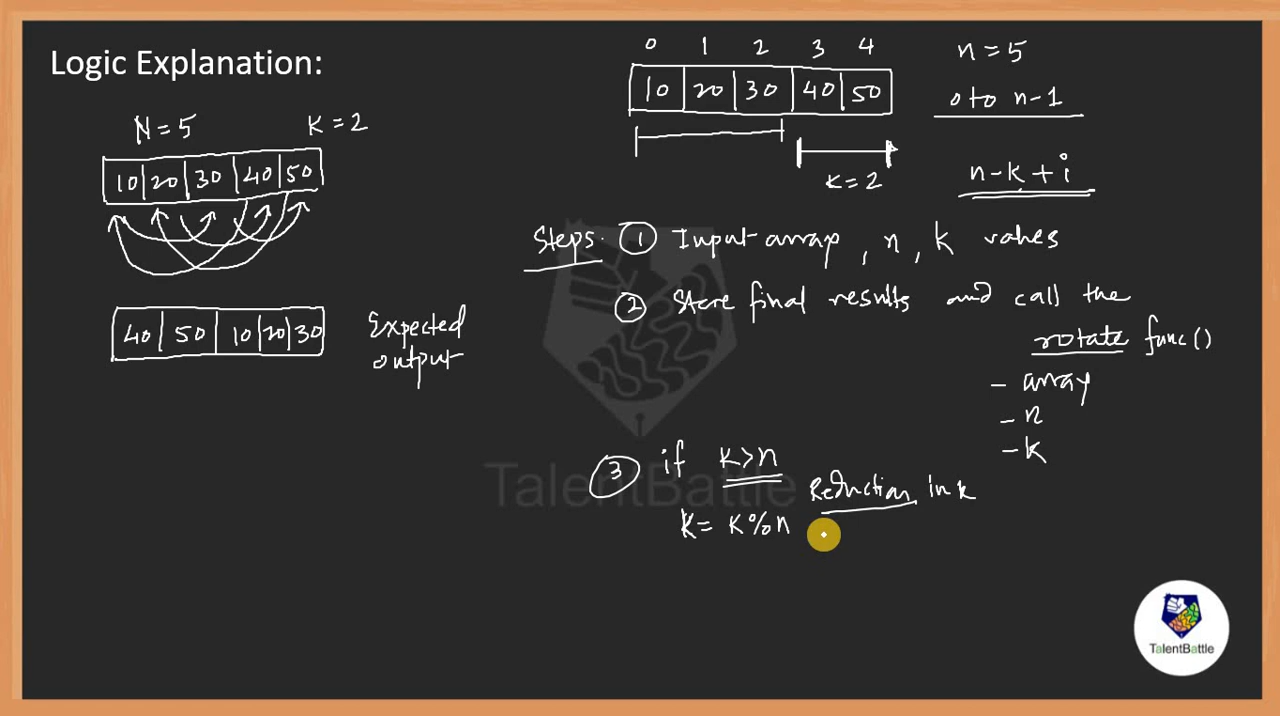 Logic Explanation:
N = 5 K = 2
10 20 30 40 50
40 50 10 20 30 Expected output
0 1 2 3 4
10 20 30 40 50
n = 5
0 to n-1
K = 2
n-k+i
Steps. ① Input array, n, k values
② Store final results and call the
rotate func()
- array
- n
- k
③ if k>n
Reduction in k
k = k%n
TalentBattle
TalentBattle